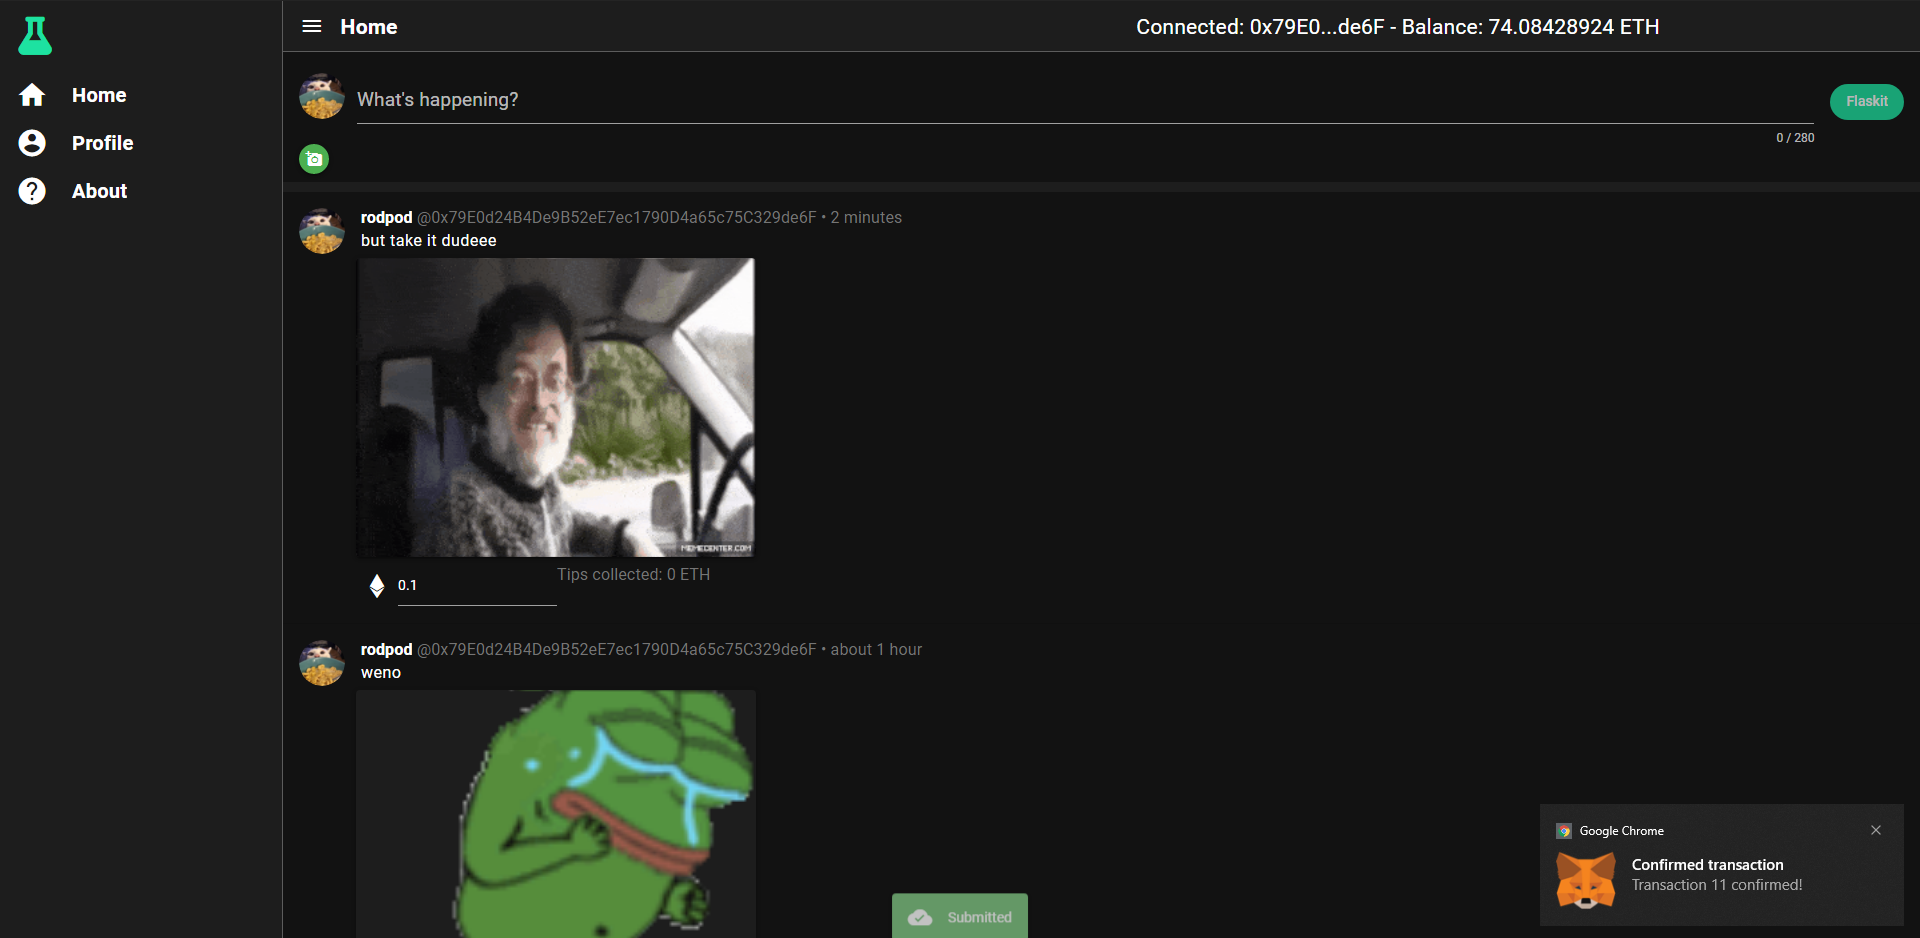 Home
Profile
About
Home
Connected: 0x79E0...de6F - Balance: 74.08428924 ETH
What's happening?
Flaskit
0 / 280
rodpod @0x79E0d24B4De9B52eE7ec1790D4a65c75C329de6F • 2 minutes
but take it dudeee
MEMECENTER.COM
0.1
Tips collected: 0 ETH
rodpod @0x79E0d24B4De9B52eE7ec1790D4a65c75C329de6F • about 1 hour
weno
Submitted
Google Chrome
Confirmed transaction
Transaction 11 confirmed!